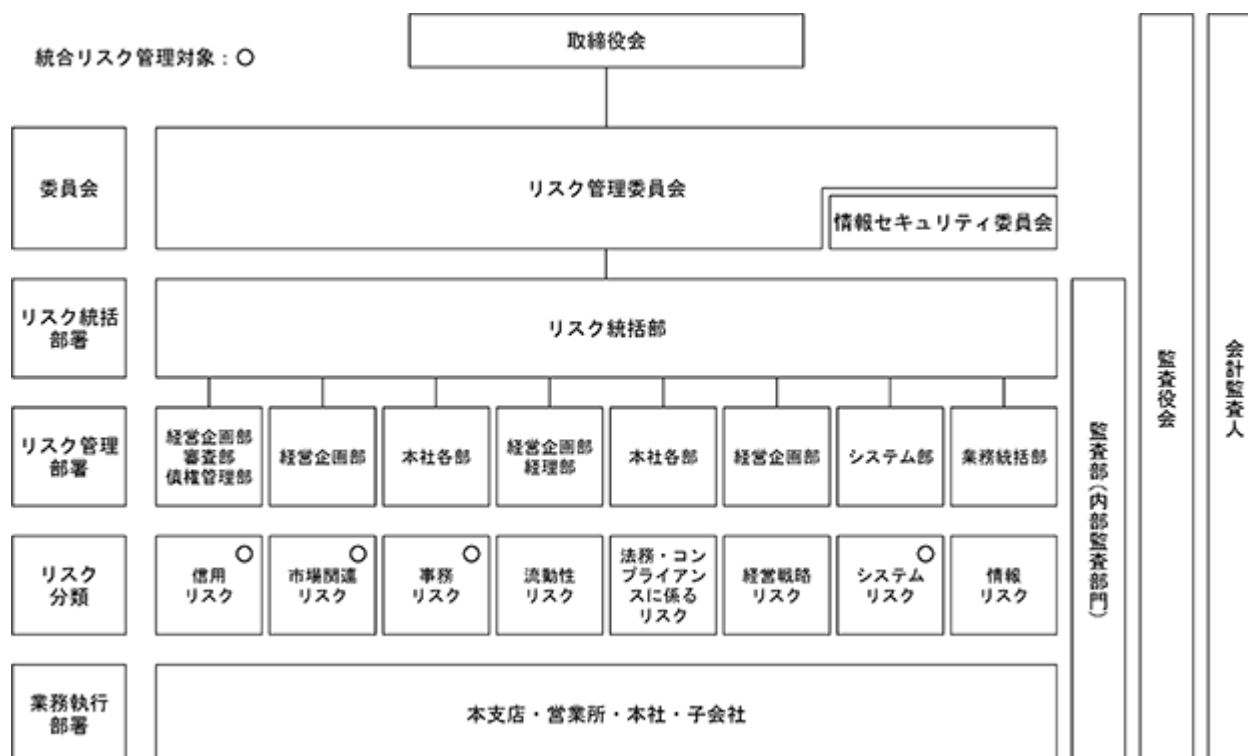 取締役会
統合リスク管理対象：○
委員会
リスク管理委員会
情報セキュリティ委員会
リスク統括
部署
リスク統括部
リスク管理
部署
経営企画部
審査部
債権管理部
経営企画部
本社各部
経営企画部
経理部
本社各部
経営企画部
システム部
業務統括部
リスク
分類
○
信用
リスク
○
市場関連
リスク
○
事務
リスク
流動性
リスク
法務・コン
プライアン
スに係る
リスク
経営戦略
リスク
○
システム
リスク
情報
リスク
業務執行
部署
本支店・営業所・本社・子会社
監査部（内部監査部門）
監査役会
会計監査人